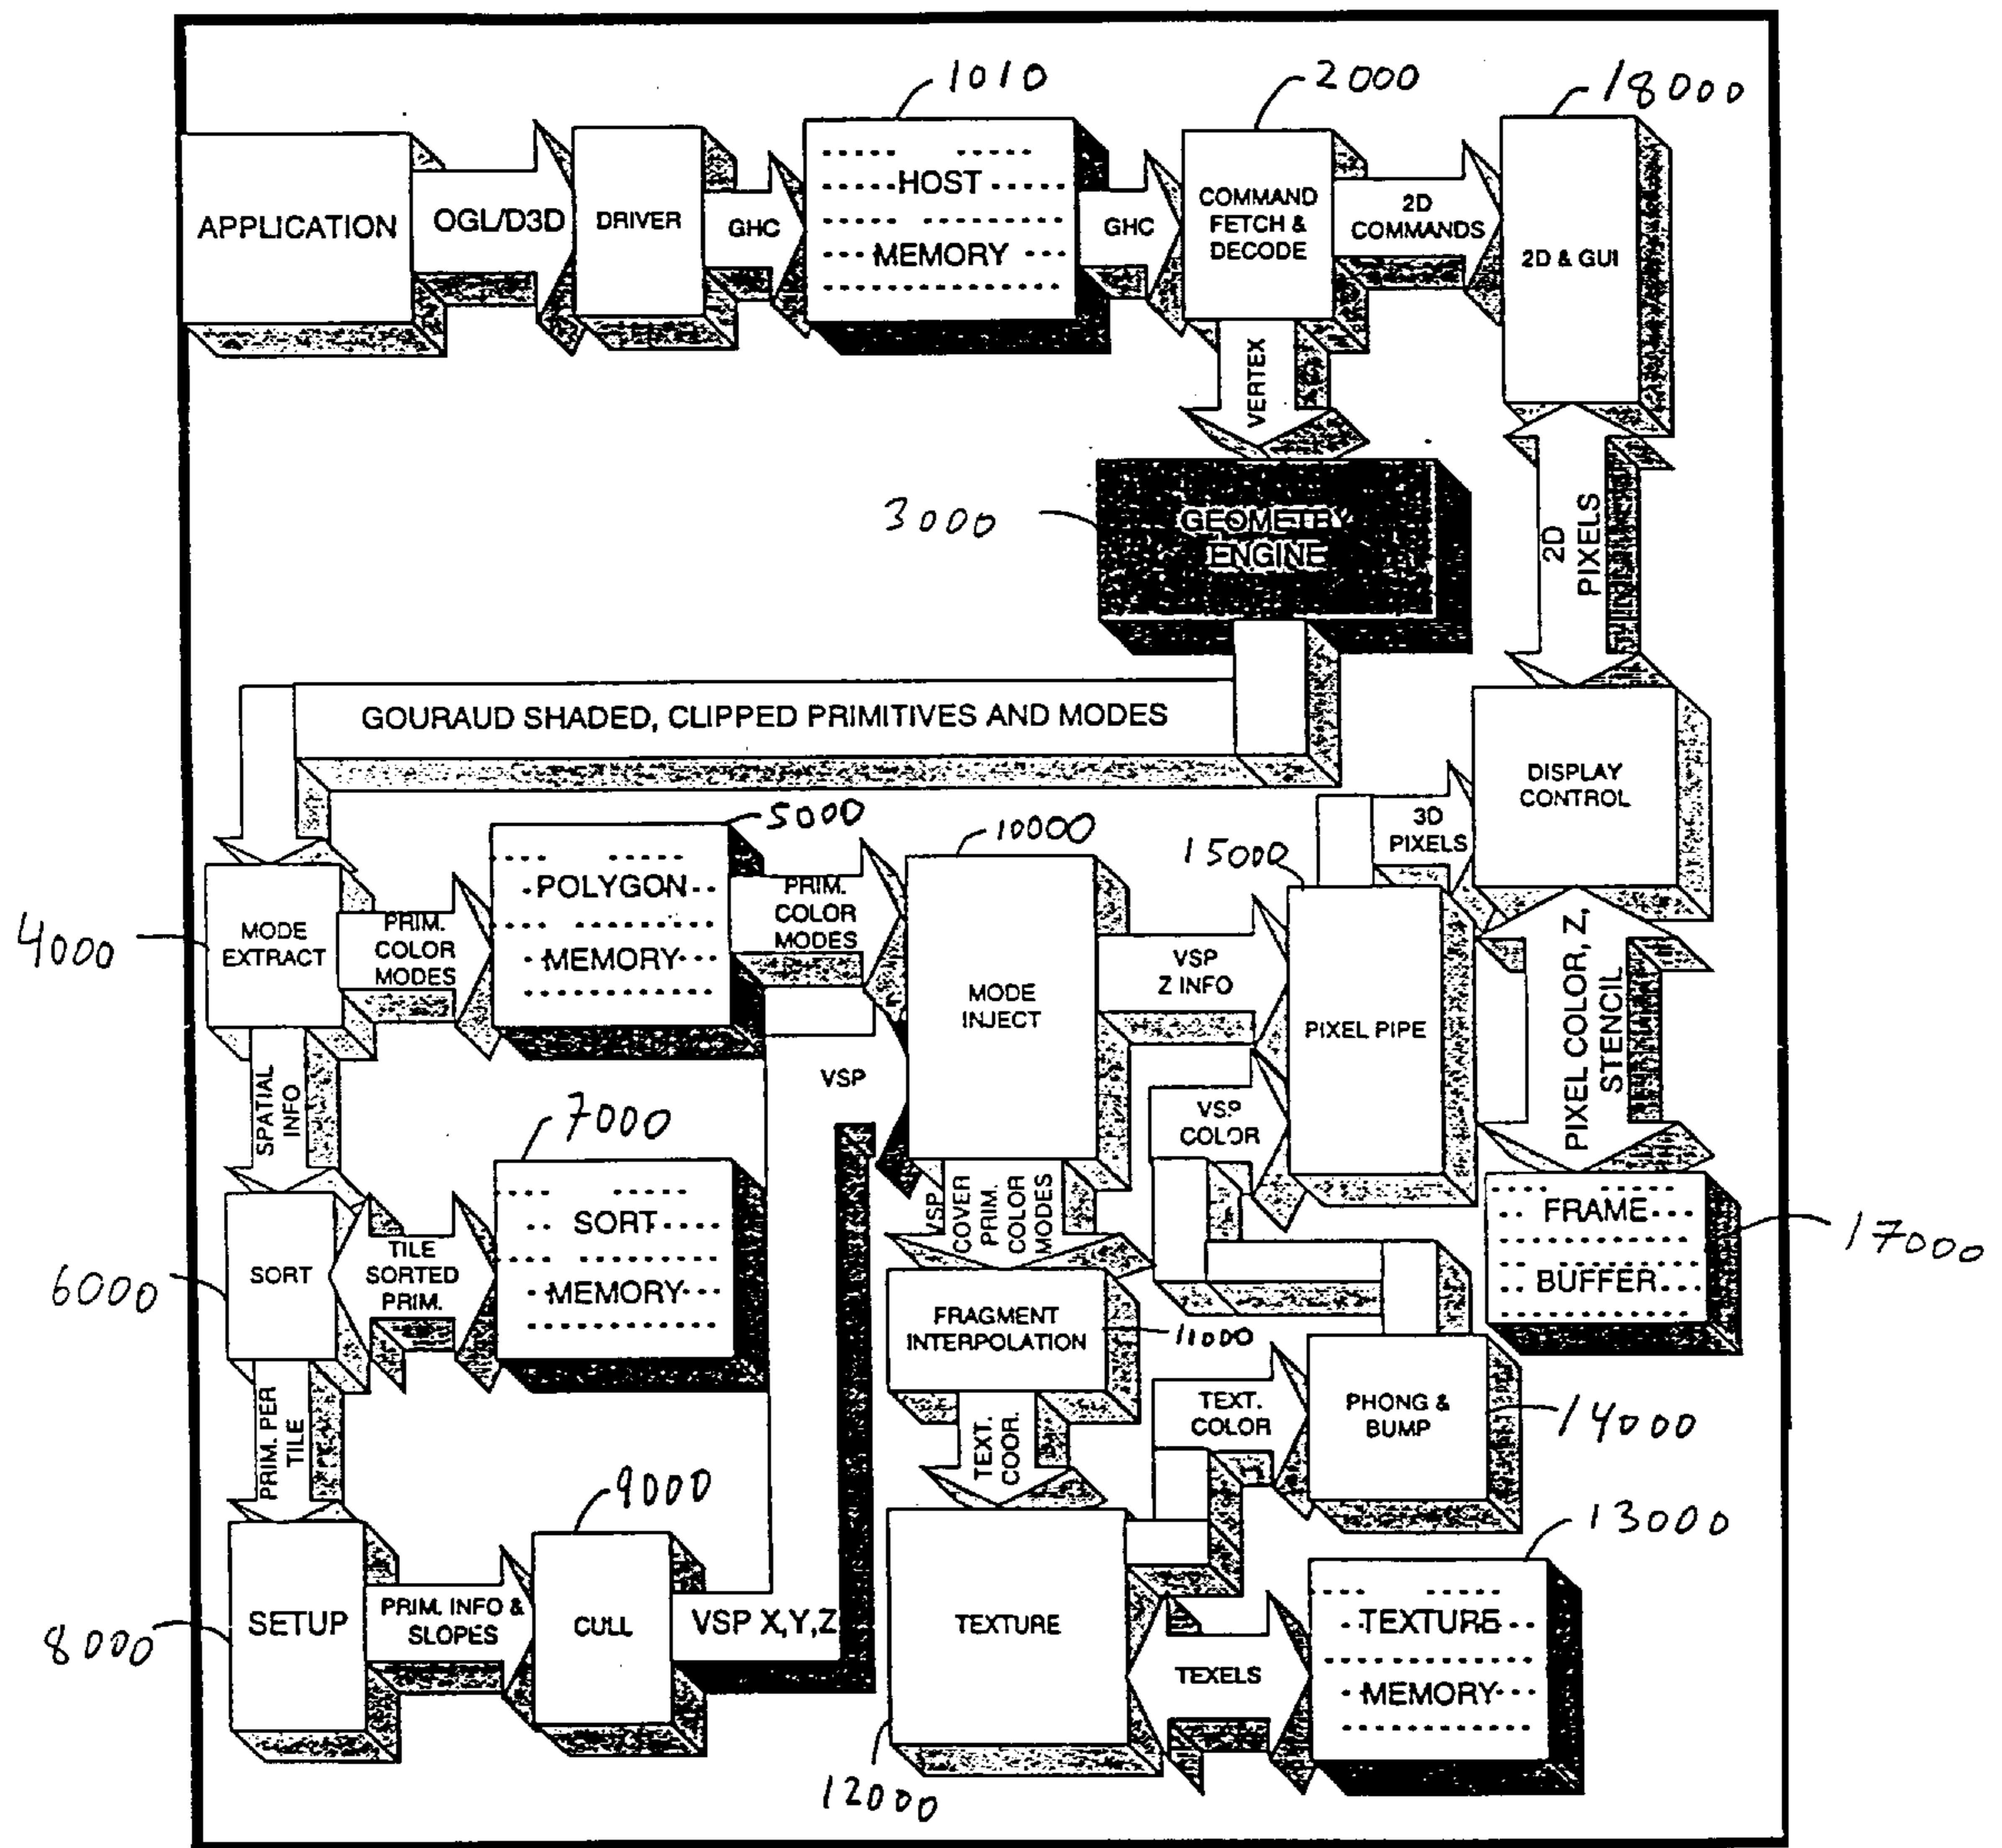 1010
2000
18000
APPLICATION
OGL/D3D
DRIVER
GHC
HOST
MEMORY
GHC
COMMAND
FETCH &
DECODE
2D
COMMANDS
2D & GUI
VERTEX
3000
GEOMETRY
ENGINE
2D
PIXELS
GOURAUD SHADED, CLIPPED PRIMITIVES AND MODES
DISPLAY
CONTROL
3D
PIXELS
4000
MODE
EXTRACT
PRIM.
COLOR
MODES
5000
POLYGON
MEMORY
PRIM.
COLOR
MODES
10000
MODE
INJECT
VSP
Z INFO
15000
PIXEL PIPE
PIXEL COLOR, Z,
STENCIL
SPATIAL
INFO
VSP
VSP
COLOR
7000
SORT
MEMORY
6000
SORT
TILE
SORTED
PRIM.
VSP
COVER
PRIM.
COLOR
MODES
FRAME
BUFFER
17000
FRAGMENT
INTERPOLATION
11000
PRIM. PER
TILE
TEXT.
COOR.
TEXT.
COLOR
PHONG &
BUMP
14000
8000
SETUP
PRIM. INFO &
SLOPES
9000
CULL
VSP X,Y,Z
TEXTURE
12000
TEXELS
13000
TEXTURE
MEMORY